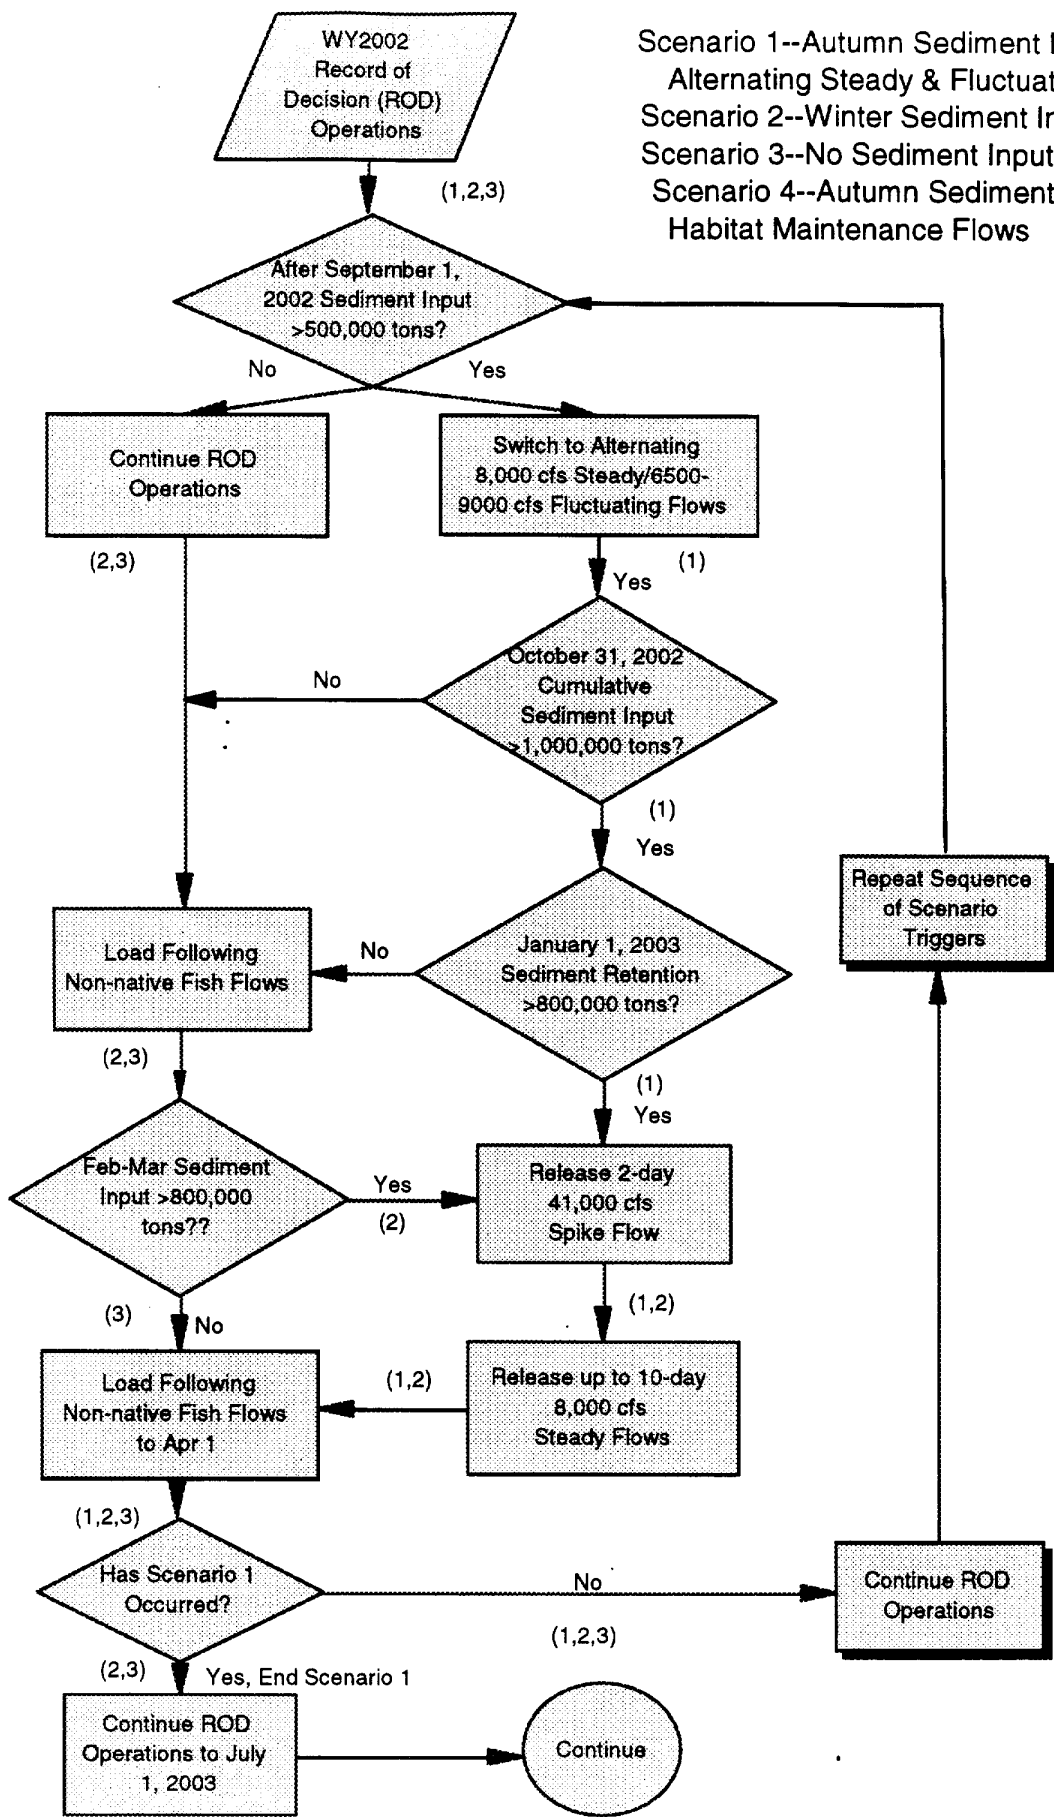 WY2002
Record of
Decision (ROD)
Operations
Scenario 1--Autumn Sediment
Alternating Steady & Fluctuat
Scenario 2--Winter Sediment In
Scenario 3--No Sediment Input
Scenario 4--Autumn Sediment
Habitat Maintenance Flows
(1,2,3)
After September 1,
2002 Sediment Input
>500,000 tons?
No
Yes
Continue ROD
Operations
Switch to Alternating
8,000 cfs Steady/6500-
9000 cfs Fluctuating Flows
(2,3)
(1)
Yes
October 31, 2002
Cumulative
Sediment Input
>1,000,000 tons?
No
(1)
Yes
Repeat Sequence
of Scenario
Triggers
Load Following
Non-native Fish Flows
No
January 1, 2003
Sediment Retention
>800,000 tons?
(2,3)
(1)
Yes
Feb-Mar Sediment
Input >800,000
tons??
Yes
(2)
Release 2-day
41,000 cfs
Spike Flow
(3)
No
(1,2)
Load Following
Non-native Fish Flows
to Apr 1
(1,2)
Release up to 10-day
8,000 cfs
Steady Flows
(1,2,3)
Has Scenario 1
Occurred?
No
(1,2,3)
Continue ROD
Operations
(2,3)
Yes, End Scenario 1
Continue ROD
Operations to July
1, 2003
Continue